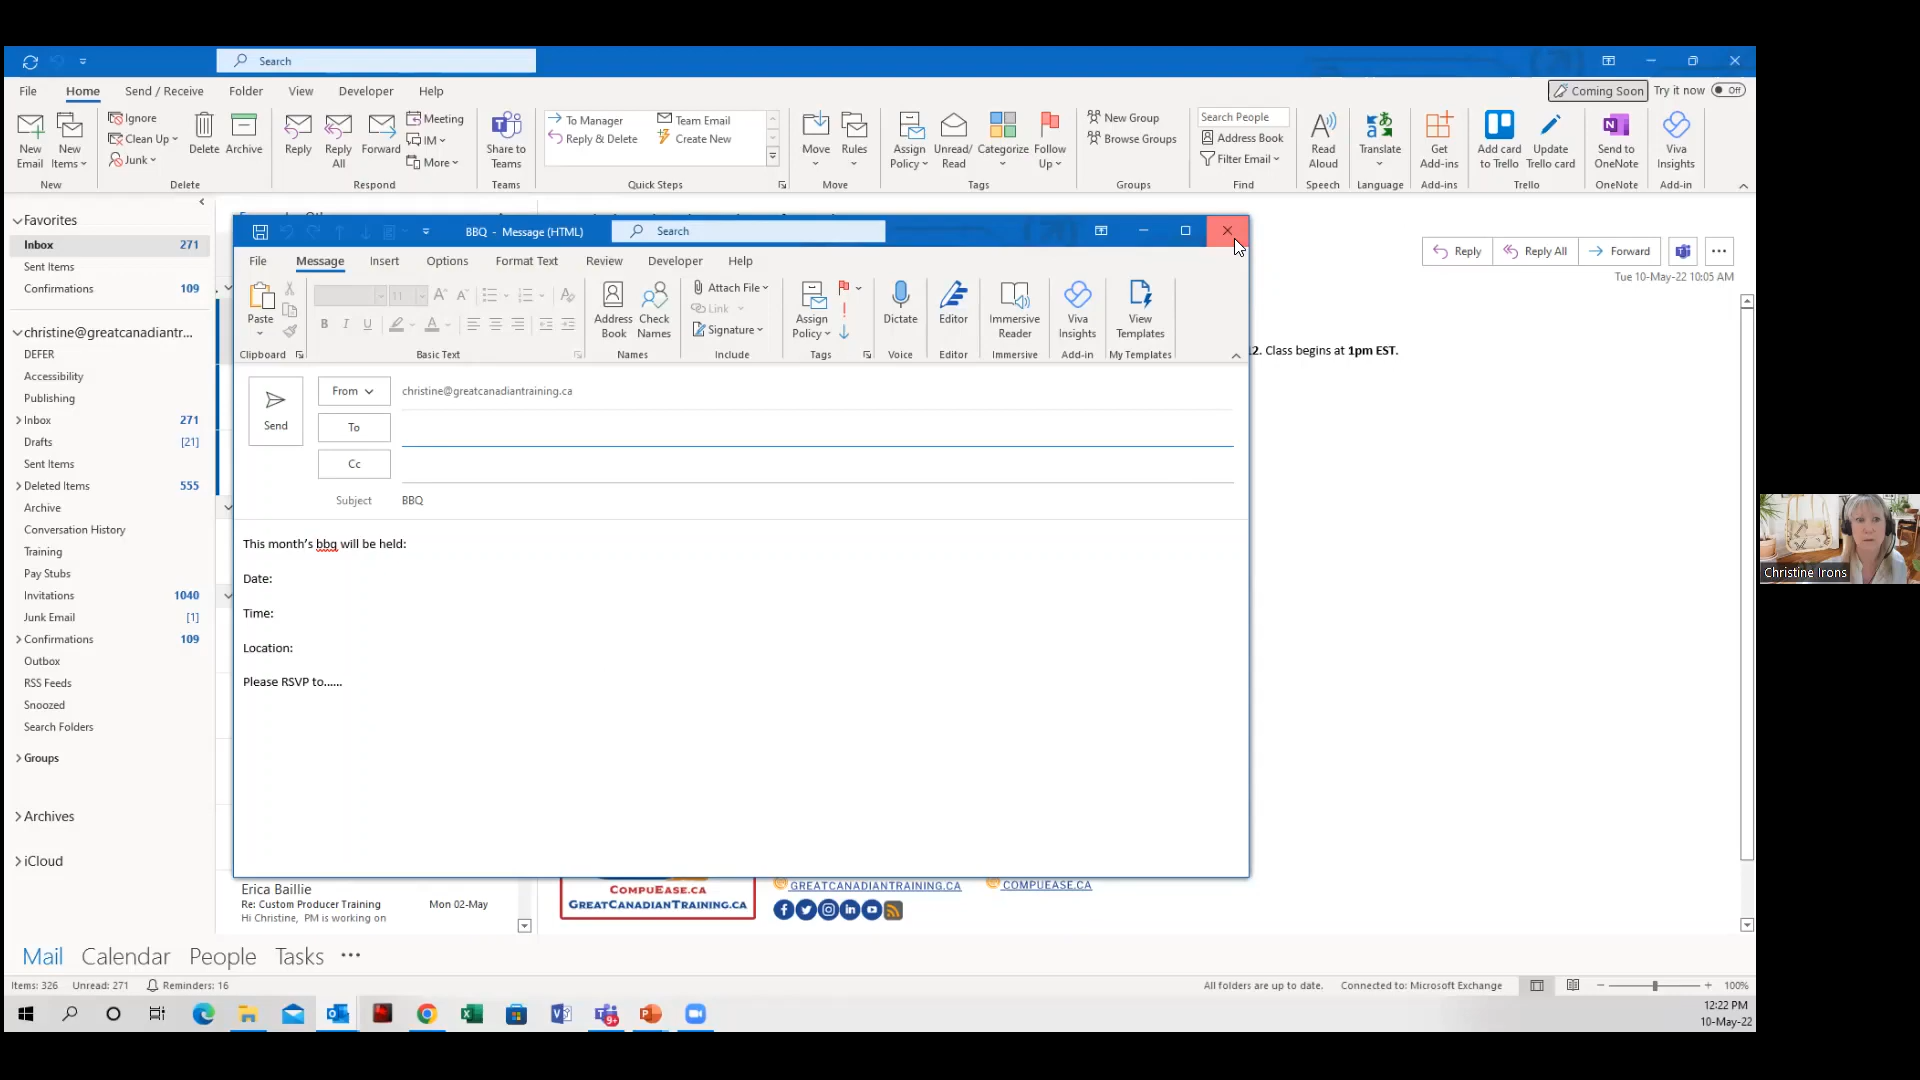 Search
File Home Send / Receive Folder View Developer Help
Coming Soon Try it now Off
New Email
New Items
Ignore
Clean Up
Junk
Delete
Archive
Reply
Reply All
Forward
Meeting
IM
More
Share to Teams
To Manager
Team Email
Reply & Delete
Create New
Move
Rules
Assign Policy
Unread/ Read
Categorize
Follow Up
New Group
Browse Groups
Search People
Address Book
Filter Email
Read Aloud
Translate
Get Add-ins
Add card to Trello
Update Trello card
Send to OneNote
Viva Insights
New Delete Respond Teams Quick Steps Move Tags Groups Find Speech Language Add-ins Trello OneNote Add-in
Favorites
Inbox 271
Sent Items
Confirmations 109
christine@greatcanadiantr...
DEFER
Accessibility
Publishing
Inbox 271
Drafts [21]
Sent Items
Deleted Items 555
Archive
Conversation History
Training
Pay Stubs
Invitations 1040
Junk Email [1]
Confirmations 109
Outbox
RSS Feeds
Snoozed
Search Folders
Groups
Archives
iCloud
BBQ - Message (HTML)
Search
File Message Insert Options Format Text Review Developer Help
Paste
11
B I U
Address Book
Check Names
Attach File
Link
Signature
Assign Policy
Dictate
Editor
Immersive Reader
Viva Insights
View Templates
Clipboard Basic Text Names Include Tags Voice Editor Immersive Add-in My Templates
Send
From christine@greatcanadiantraining.ca
To
Cc
Subject BBQ
This month's bbq will be held:
Date:
Time:
Location:
Please RSVP to......
Reply Reply All Forward
Tue 10-May-22 10:05 AM
12. Class begins at 1pm EST.
Christine Irons
Erica Baillie
Re: Custom Producer Training Mon 02-May
Hi Christine, PM is working on
COMPUEASE.CA
GREATCANADIANTRAINING.CA
GREATCANADIANTRAINING.CA COMPUEASE.CA
Mail Calendar People Tasks
Items: 326 Unread: 271 Reminders: 16
All folders are up to date. Connected to: Microsoft Exchange 100%
9+
12:22 PM
10-May-22